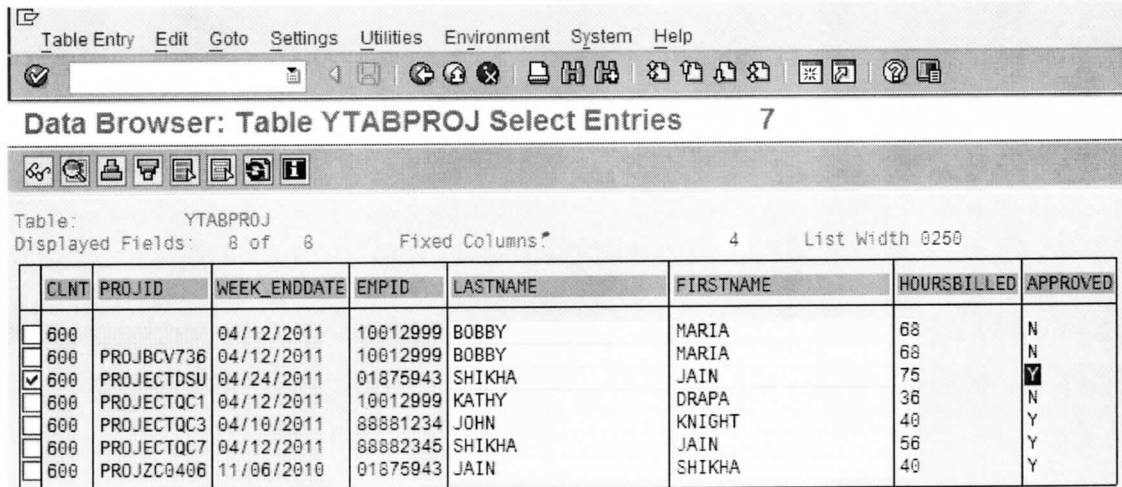 Table Entry Edit Goto Settings Utilities Environment System Help
Data Browser: Table YTABPROJ Select Entries 7
Table: YTABPROJ
Displayed Fields: 8 of 8 Fixed Columns: 4 List Width 0250
CLNT PROJID WEEK_ENDDATE EMPID LASTNAME FIRSTNAME HOURSBILLED APPROVED
600 04/12/2011 10012999 BOBBY MARIA 68 N
600 PROJBCV736 04/12/2011 10012999 BOBBY MARIA 68 N
600 PROJECTDSU 04/24/2011 01875943 SHIKHA JAIN 75 Y
600 PROJECTQC1 04/12/2011 10012999 KATHY DRAPA 36 N
600 PROJECTQC3 04/10/2011 88881234 JOHN KNIGHT 40 Y
600 PROJECTQC7 04/12/2011 88882345 SHIKHA JAIN 56 Y
600 PROJZC0406 11/06/2010 01875943 JAIN SHIKHA 40 Y